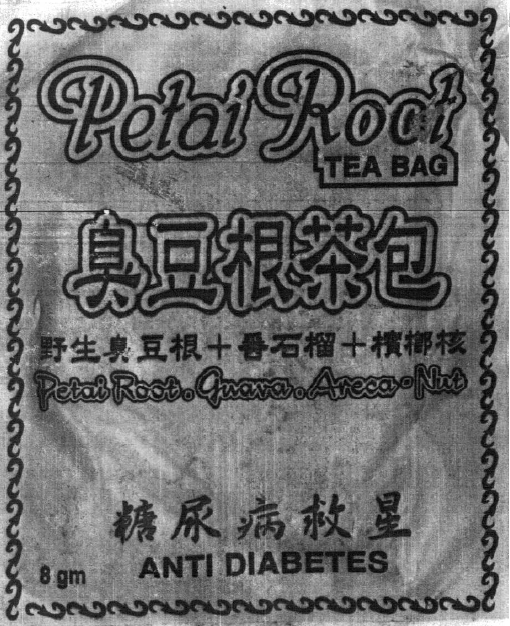 Petai Root
TEA BAG
臭豆根茶包
野生臭豆根＋番石榴＋檳榔核
Petai Root. Guava. Areca-Nut
糖尿病救星
8 gm ANTI DIABETES